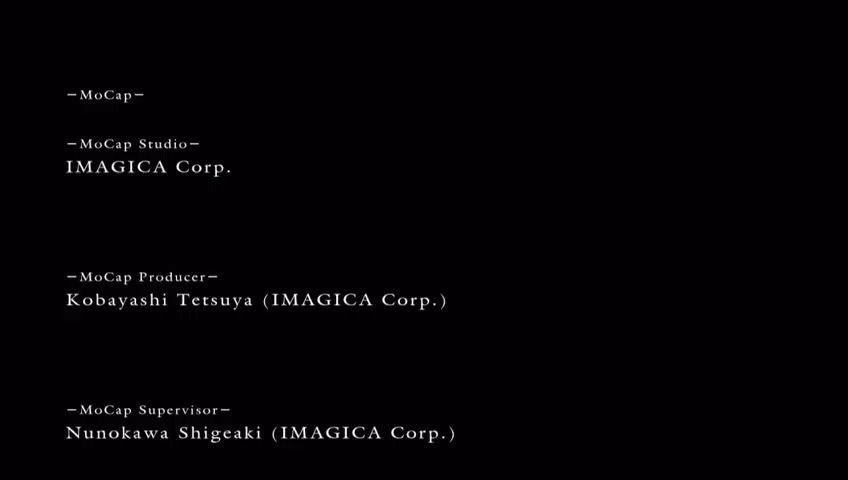 −MoCap−
−MoCap Studio−
IMAGICA Corp.
−MoCap Producer−
Kobayashi Tetsuya (IMAGICA Corp.)
−MoCap Supervisor−
Nunokawa Shigeaki (IMAGICA Corp.)